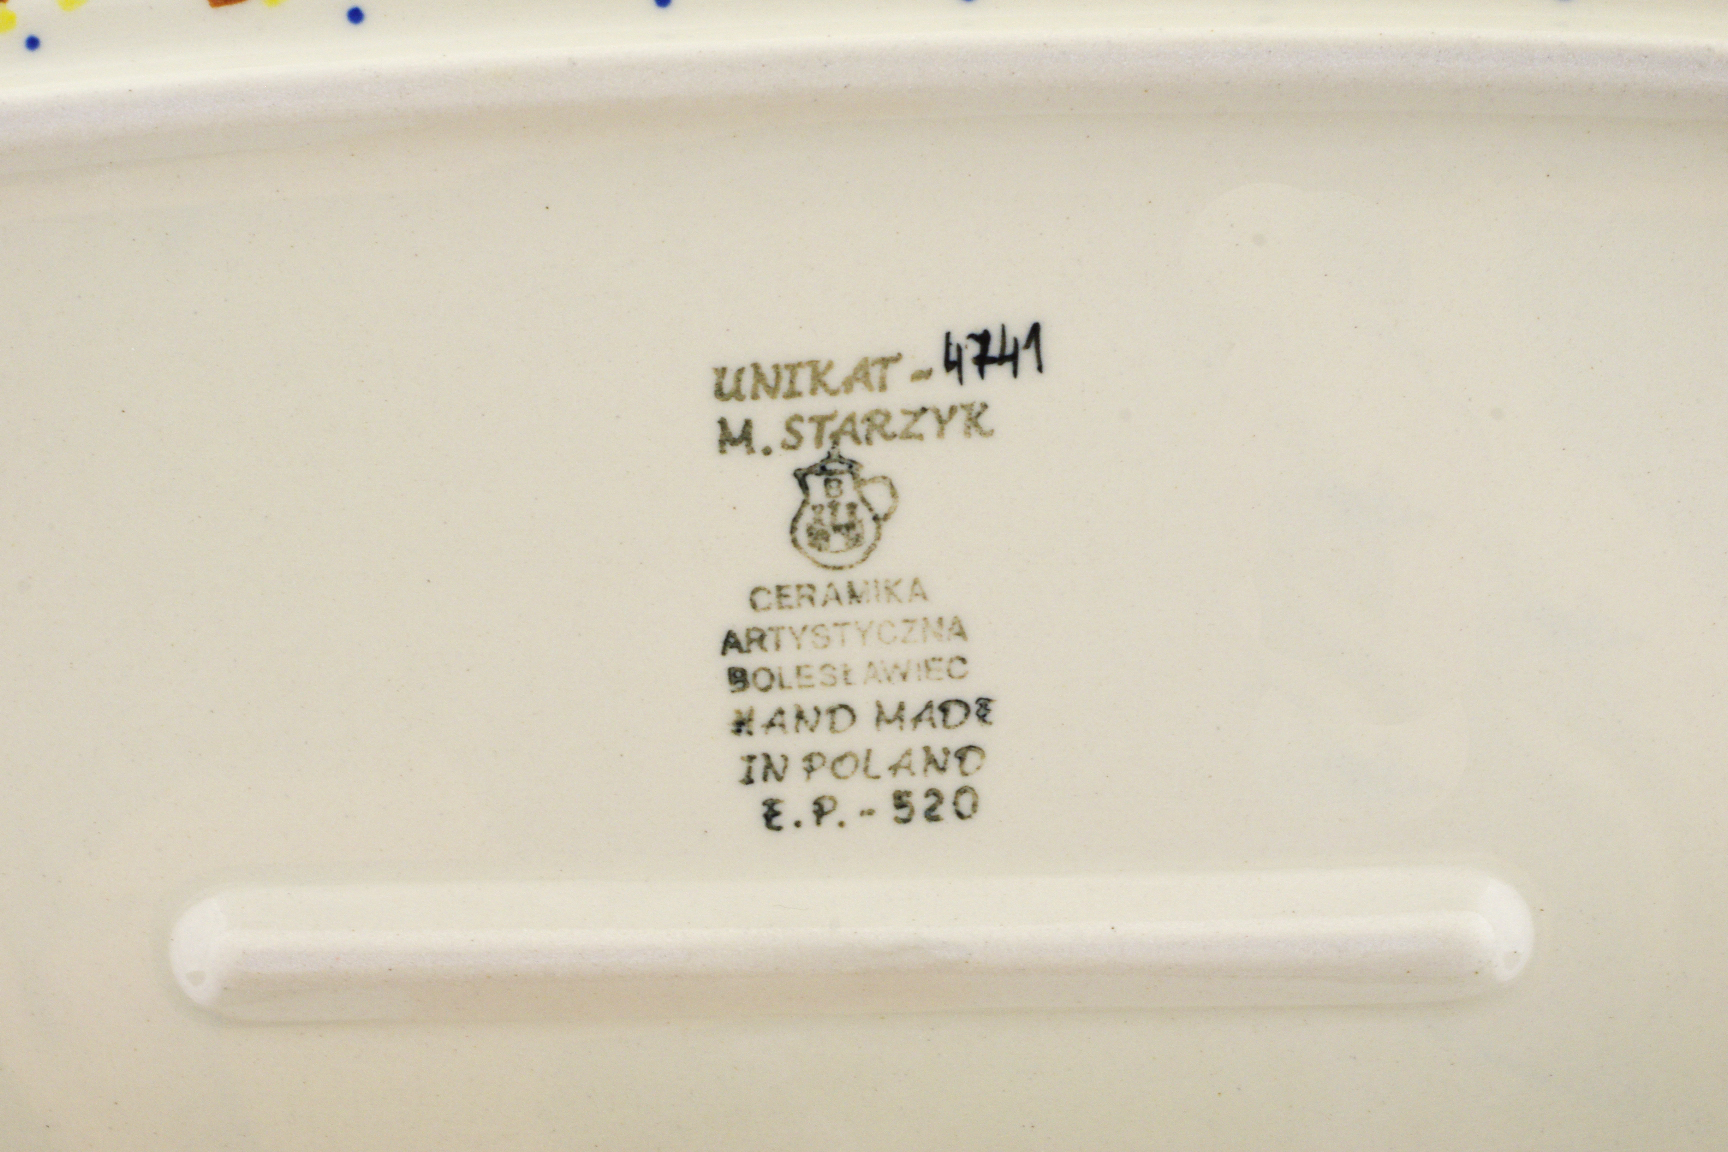 UNIKAT - 4741
M. STARZYK
B
CERAMIKA
ARTYSTYCZNA
BOLESŁAWIEC
HAND MADE
IN POLAND
E.P. - 520